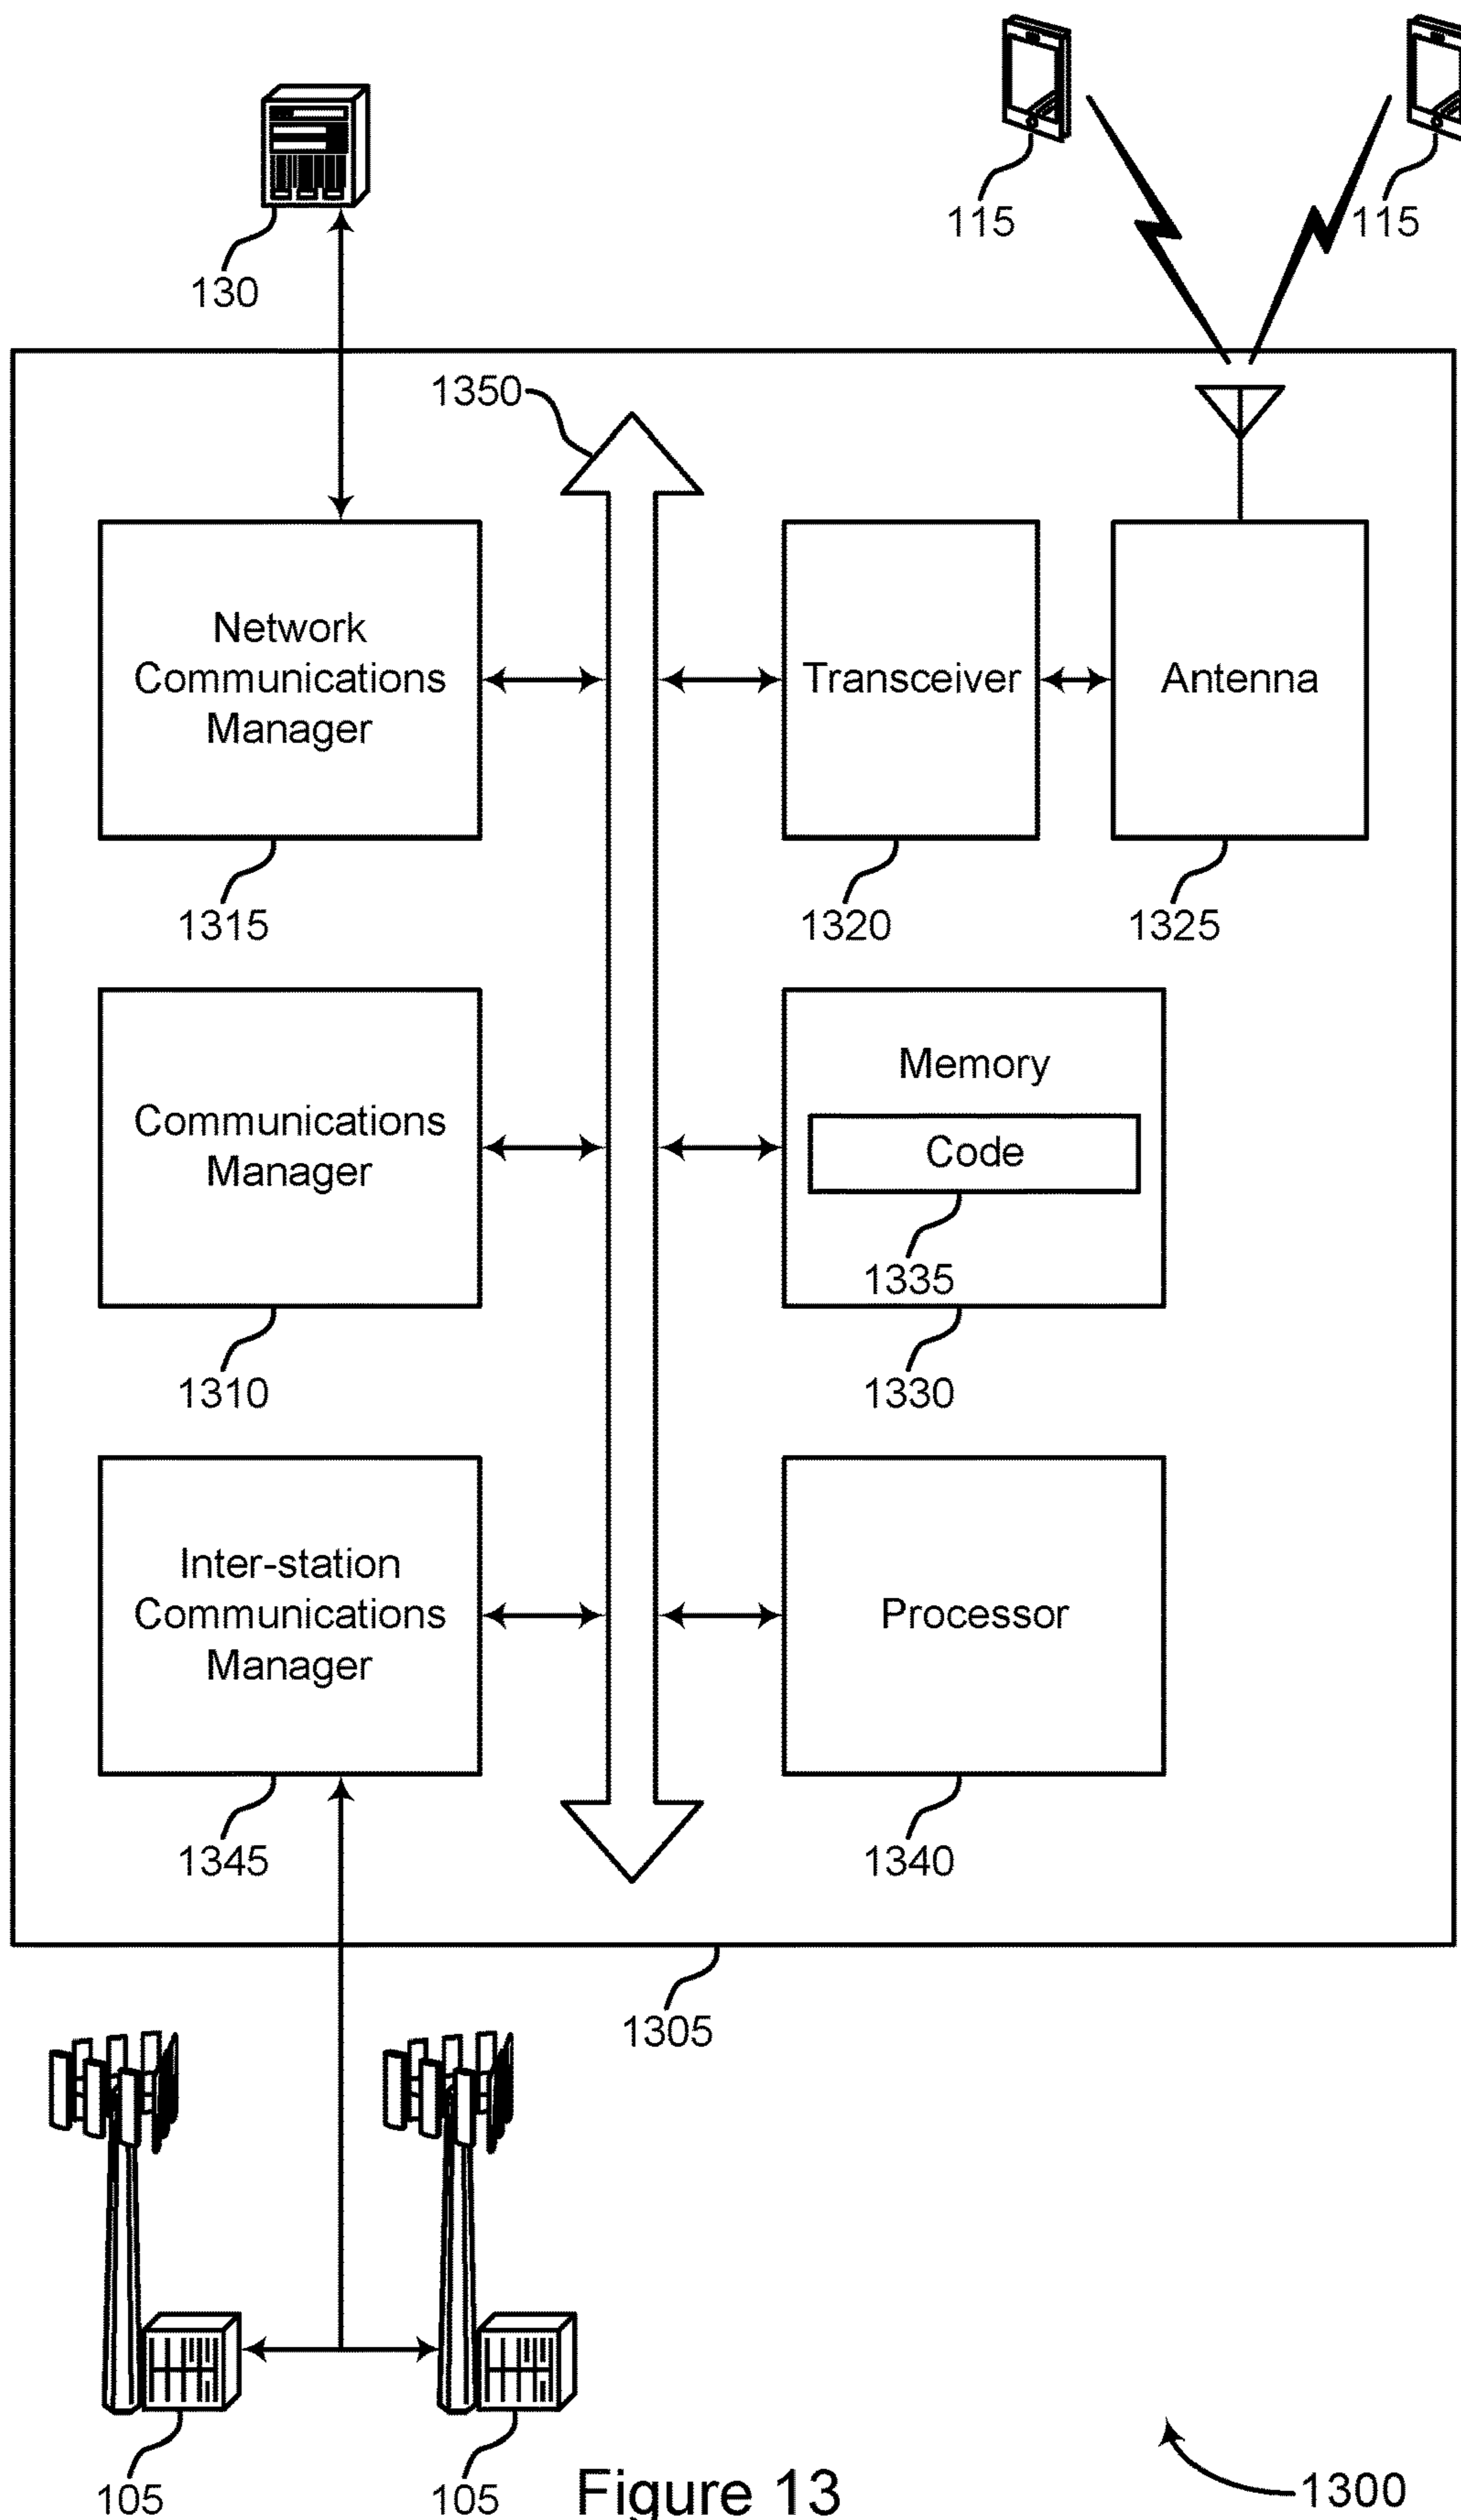 115
115
130
1350
Network
Communications
Manager
Transceiver
Antenna
1315
1320
1325
Communications
Manager
Memory
Code
1335
1310
1330
Inter-station
Communications
Manager
Processor
1345
1340
1305
105
105
Figure 13
1300